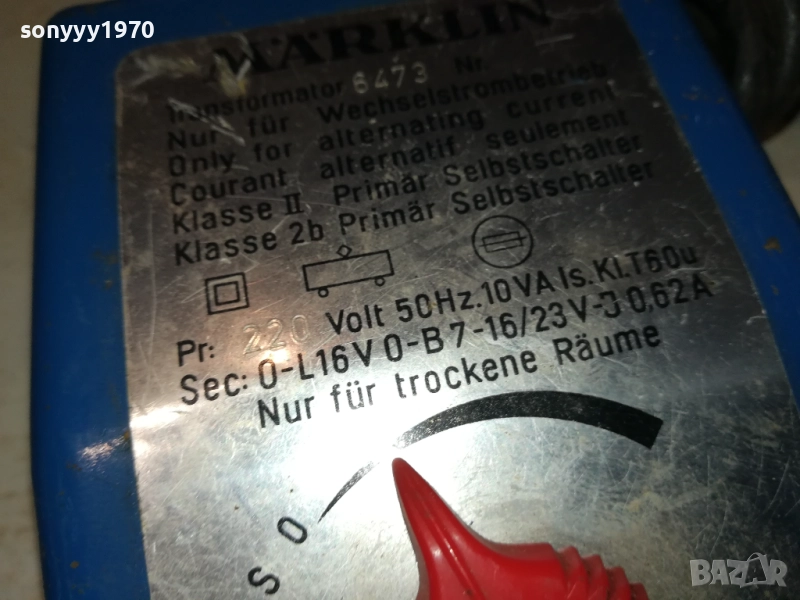 sonyyy1970
MÄRKLIN
Transformator 6473 Nr.
Nur für Wechselstrombetrieb
Only for alternating current
Courant alternatif seulement
Klasse II Primär Selbstschalter
Klasse 2b Primär Selbstschalter
Pr: 220 Volt 50Hz.10VA Is.Kl.T60u
Sec: 0-L16V 0-B7-16/23V-J 0,62A
Nur für trockene Räume
S O
BAZAR